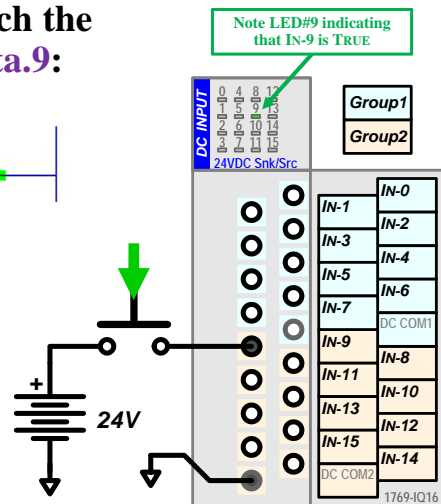 ch the
ta.9:
Note LED#9 indicating
that IN-9 is TRUE
DC INPUT
0 4 8 12
1 5 9 13
2 6 10 14
3 7 11 15
24VDC Snk/Src
Group1
Group2
IN-0
IN-1
IN-2
IN-3
IN-4
IN-5
IN-6
IN-7
DC COM1
IN-9
IN-8
IN-11
IN-10
IN-13
IN-12
IN-15
IN-14
DC COM2
1769-IQ16
+
24V